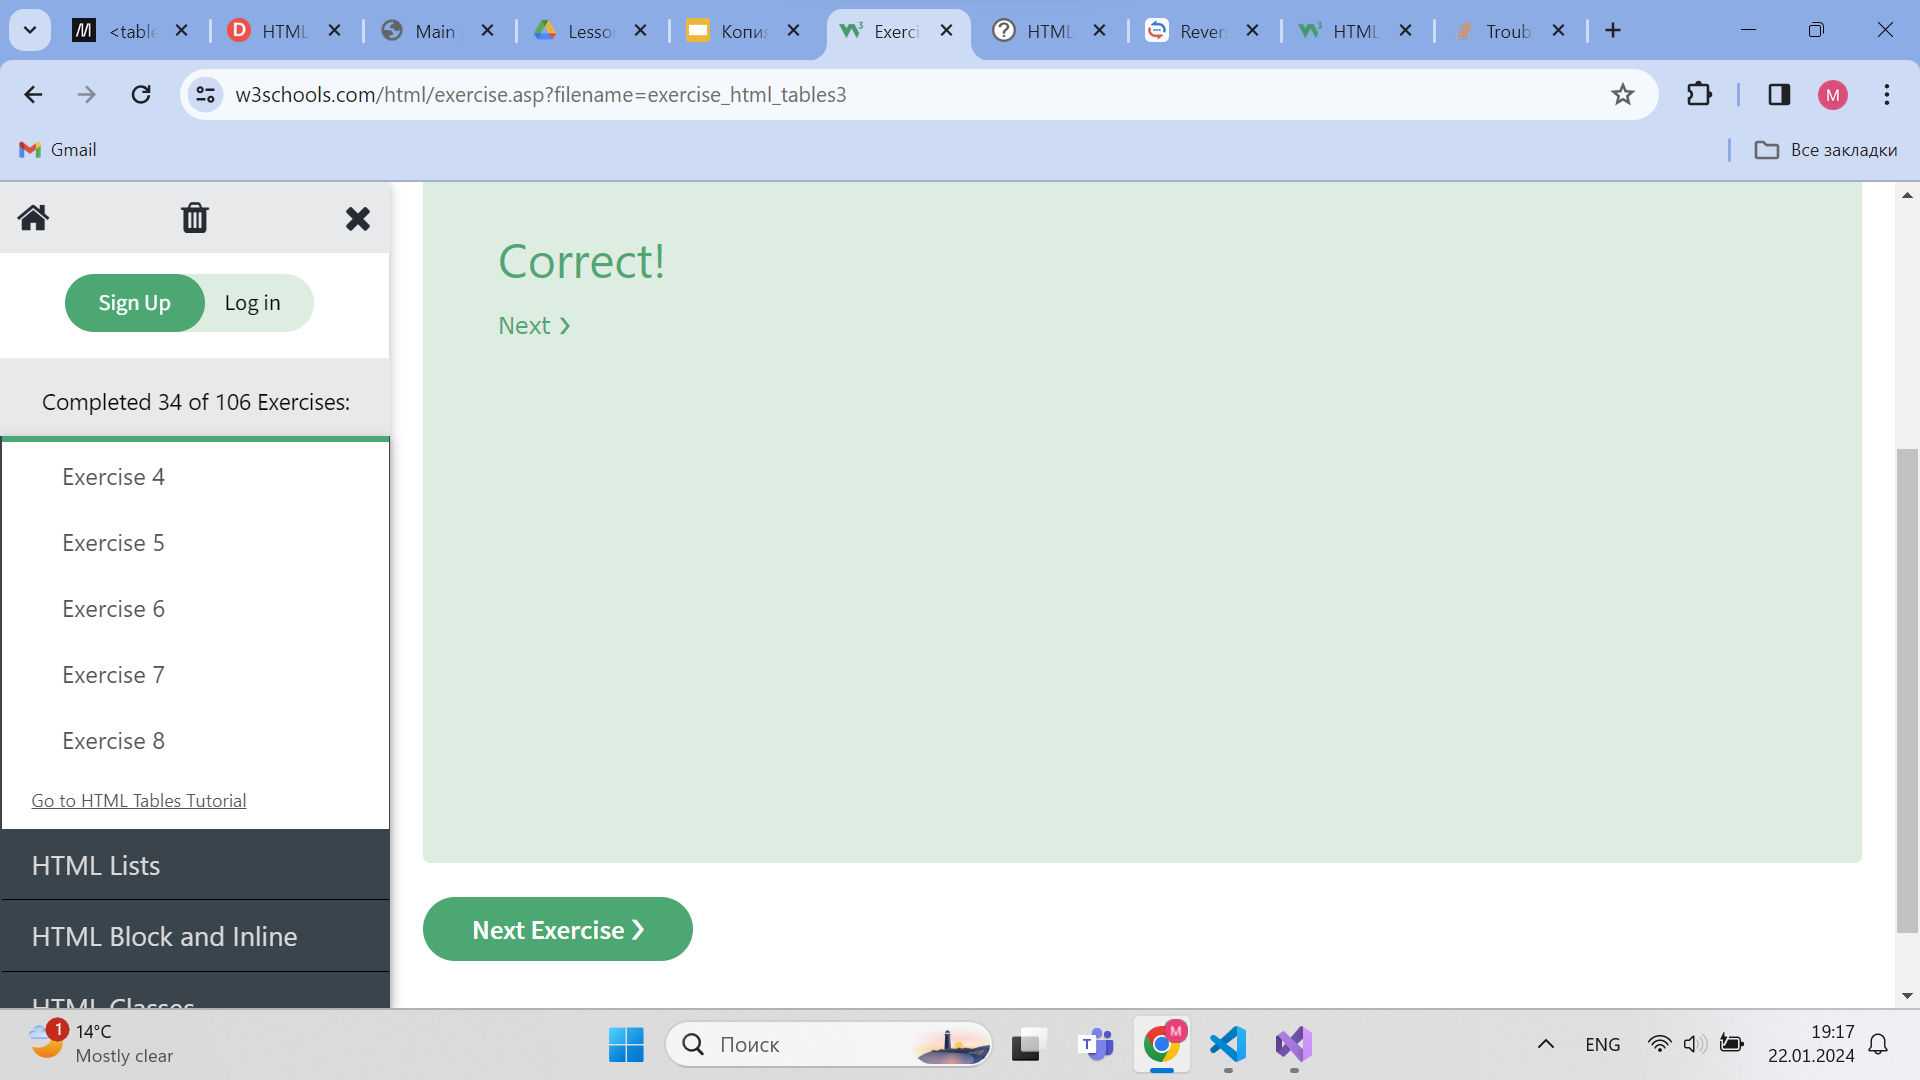 <table
HTML
Main
Lesso
Копия
Exerci
HTML
Rever
HTML
Troub
w3schools.com/html/exercise.asp?filename=exercise_html_tables3
M
Gmail
Все закладки
Sign Up
Log in
Completed 34 of 106 Exercises:
Exercise 4
Exercise 5
Exercise 6
Exercise 7
Exercise 8
Go to HTML Tables Tutorial
HTML Lists
HTML Block and Inline
HTML Classes
Correct!
Next ❯
Next Exercise ❯
1
14°C
Mostly clear
Поиск
M
ENG
19:17
22.01.2024